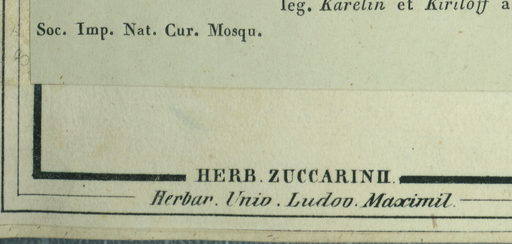 leg. Karelin et Kiriloff a
Soc. Imp. Nat. Cur. Mosqu.
HERB. ZUCCARINII.
Herbar. Univ. Ludov. Maximil.